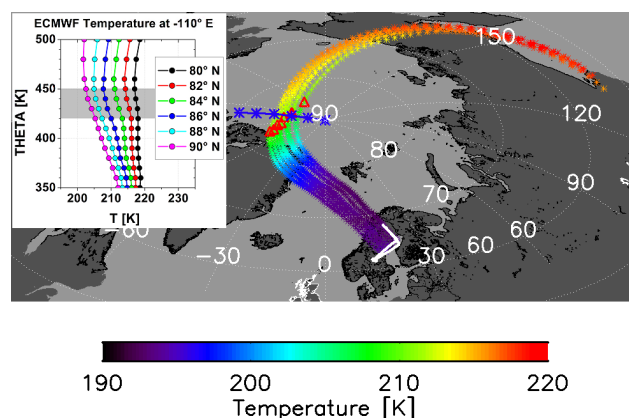 ECMWF Temperature at -110° E
500
450
400
350
THETA [K]
200 210 220 230
T [K]
80° N
82° N
84° N
86° N
88° N
90° N
150
120
90
90
80
70
60
60
30
0
-30
-60
190 200 210 220
Temperature [K]